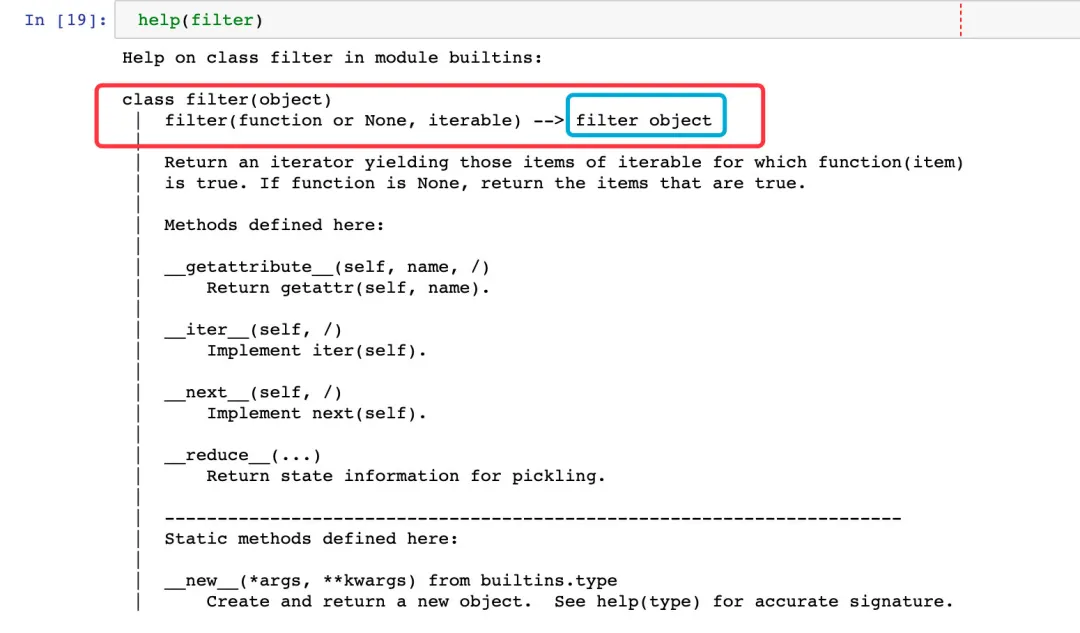 In [19]: help(filter)
Help on class filter in module builtins:
class filter(object)
 |  filter(function or None, iterable) --> filter object
 |
 |  Return an iterator yielding those items of iterable for which function(item)
 |  is true. If function is None, return the items that are true.
 |
 |  Methods defined here:
 |
 |  __getattribute__(self, name, /)
 |      Return getattr(self, name).
 |
 |  __iter__(self, /)
 |      Implement iter(self).
 |
 |  __next__(self, /)
 |      Implement next(self).
 |
 |  __reduce__(...)
 |      Return state information for pickling.
 |
 |  ----------------------------------------------------------------------
 |  Static methods defined here:
 |
 |  __new__(*args, **kwargs) from builtins.type
 |      Create and return a new object.  See help(type) for accurate signature.